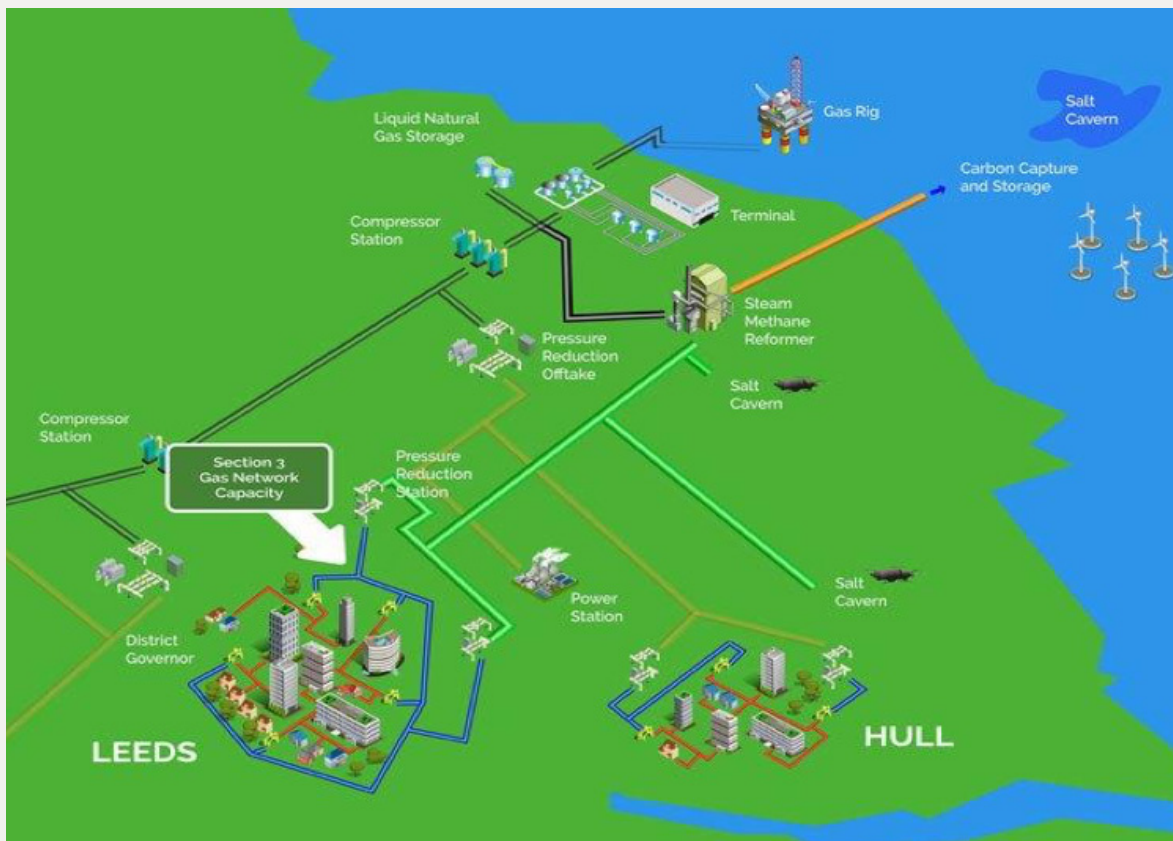 Liquid Natural
Gas Storage
Gas Rig
Salt
Cavern
Carbon Capture
and Storage
Terminal
Compressor
Station
Steam
Methane
Reformer
Pressure
Reduction
Offtake
Salt
Cavern
Compressor
Station
Section 3
Gas Network
Capacity
Pressure
Reduction
Station
Salt
Cavern
Power
Station
District
Governor
LEEDS
HULL